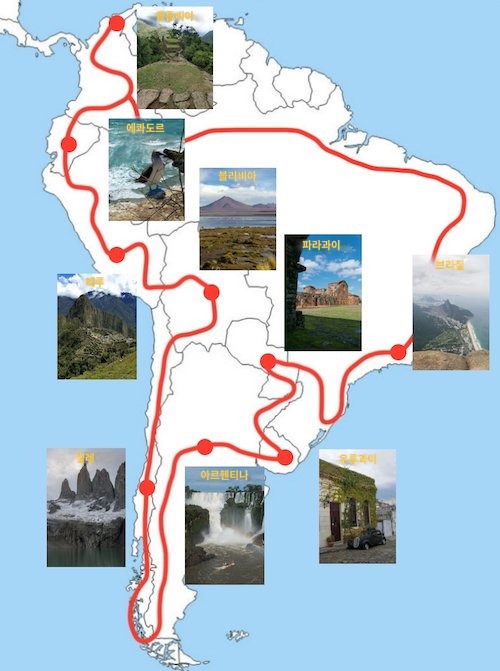 콜롬비아
에콰도르
볼리비아
파라과이
브라질
페루
칠레
아르헨티나
우루과이